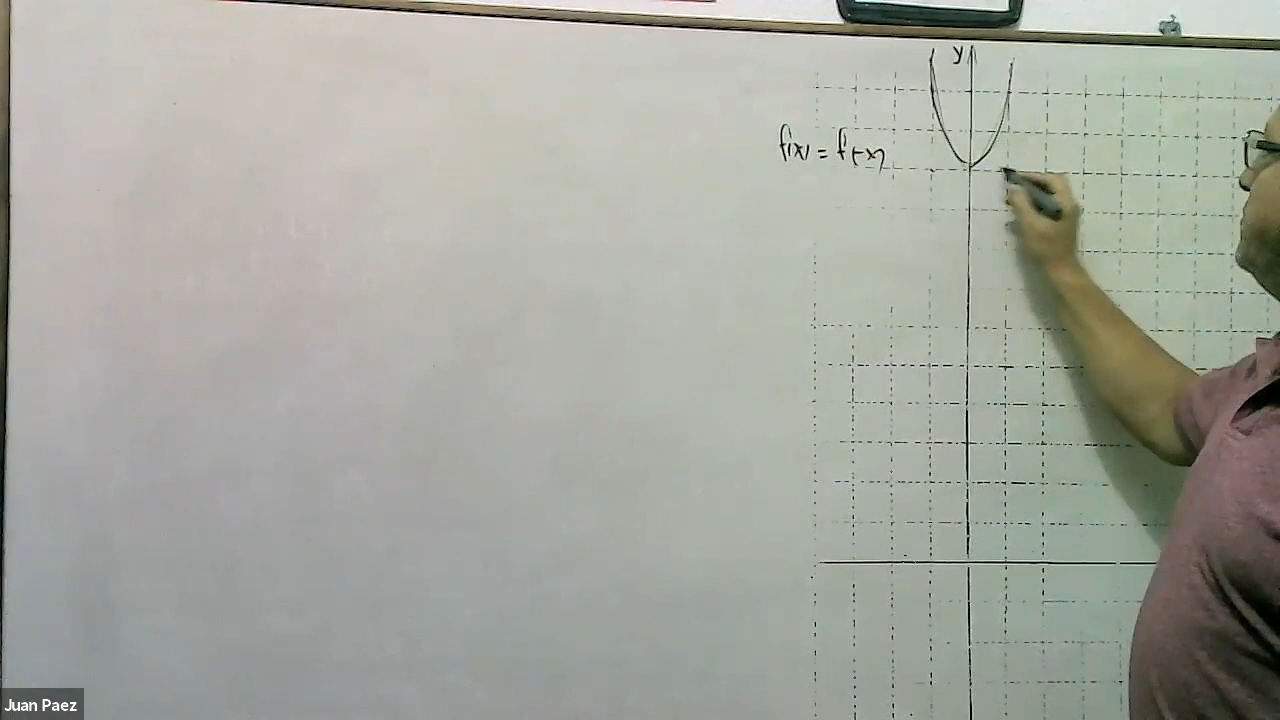 y
f(x) = f(-x)
Juan Paez